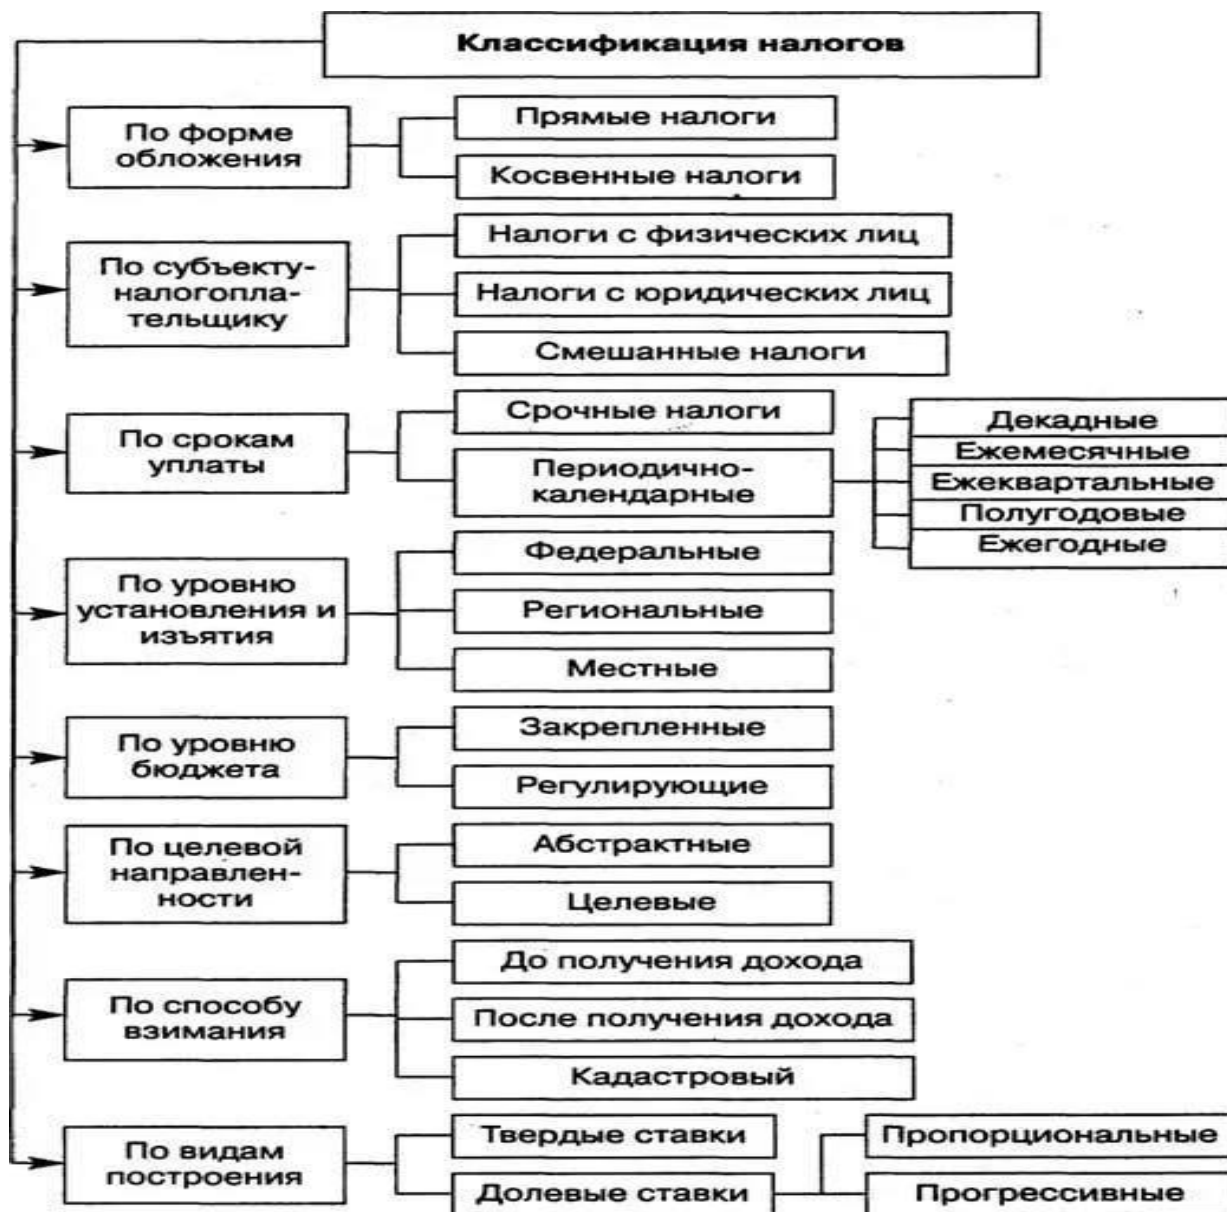 Классификация налогов
По форме
обложения
Прямые налоги
Косвенные налоги
По субъекту-
налогопла-
тельщику
Налоги с физических лиц
Налоги с юридических лиц
Смешанные налоги
По срокам
уплаты
Срочные налоги
Периодично-
календарные
Декадные
Ежемесячные
Ежеквартальные
Полугодовые
Ежегодные
По уровню
установления и
изъятия
Федеральные
Региональные
Местные
По уровню
бюджета
Закрепленные
Регулирующие
По целевой
направлен-
ности
Абстрактные
Целевые
По способу
взимания
До получения дохода
После получения дохода
Кадастровый
По видам
построения
Твердые ставки
Долевые ставки
Пропорциональные
Прогрессивные